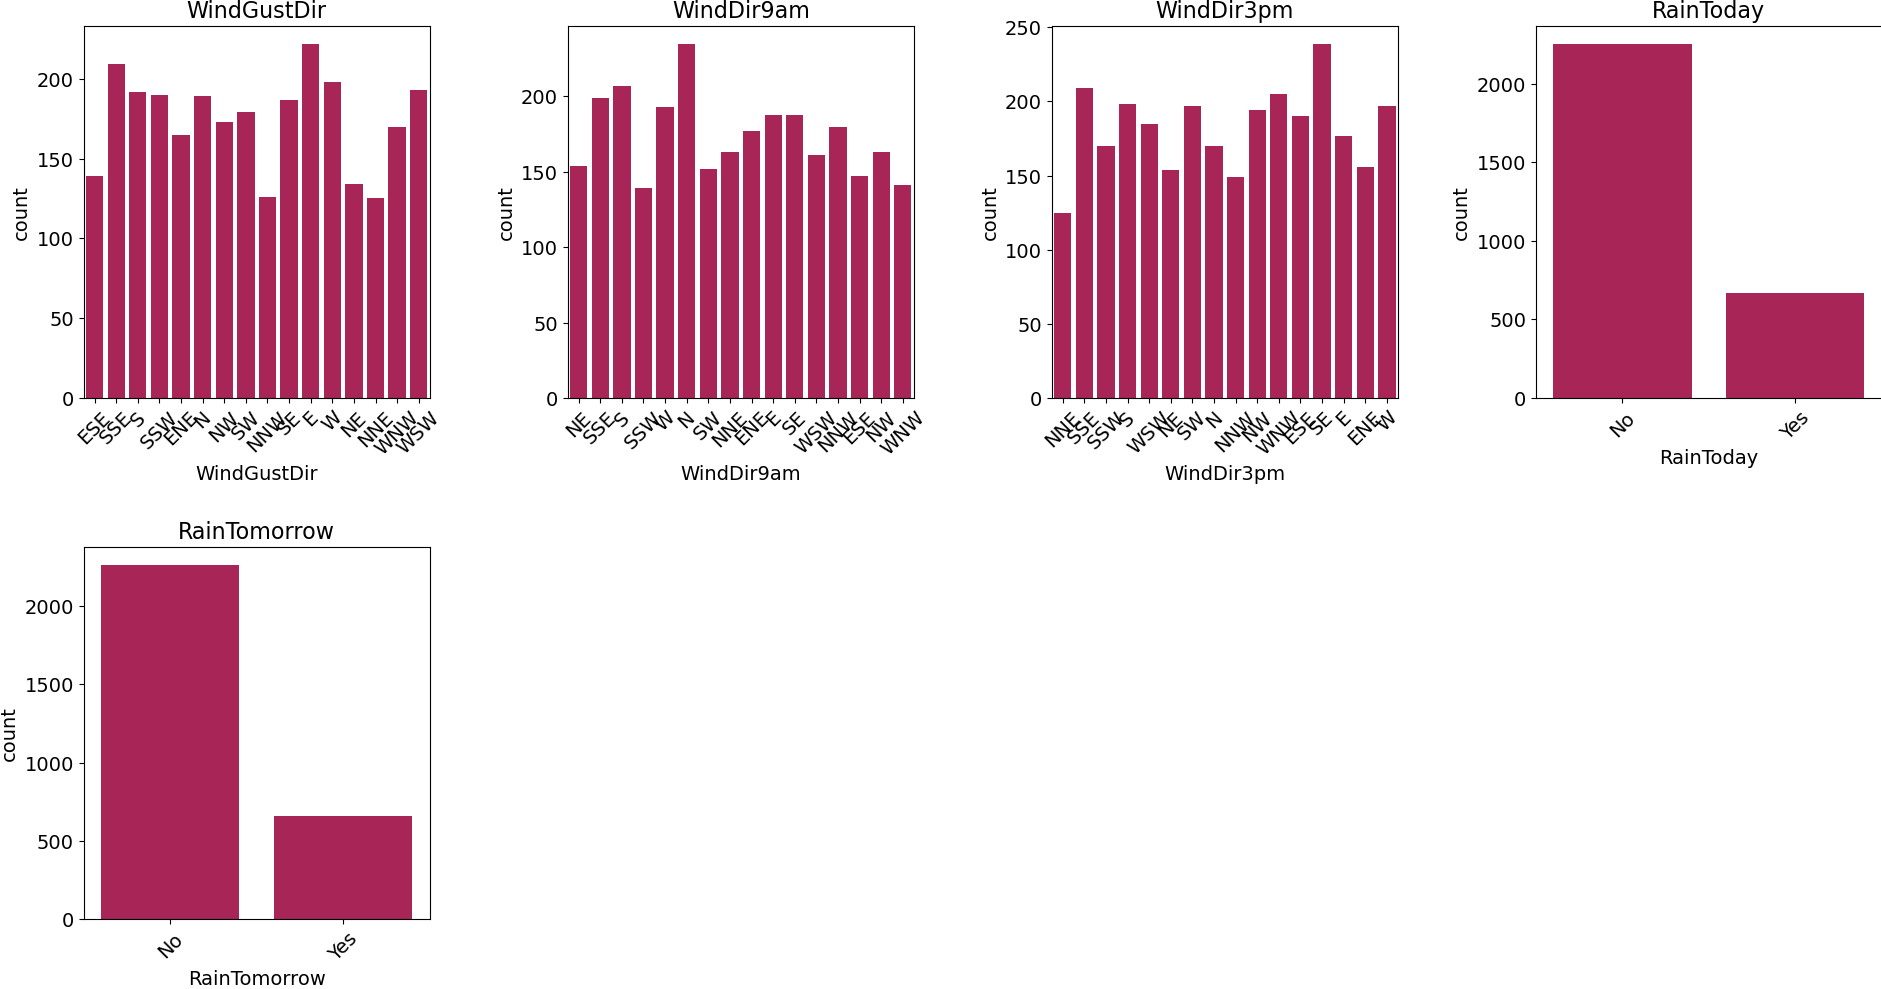 WindGustDir
200
150
100
50
0
count
ESE
SSE
S
SSW
ENE
N
NW
SW
NNW
SE
E
W
NE
NNE
WNW
WSW
WindGustDir
WindDir9am
200
150
100
50
0
count
NE
SSE
S
SSW
W
N
SW
NNE
ENE
E
SE
WSW
NNW
ESE
NW
WNW
WindDir9am
WindDir3pm
250
200
150
100
50
0
count
NNE
SSE
SSW
S
WSW
NE
SW
N
NNW
NW
WNW
ESE
SE
E
ENE
W
WindDir3pm
RainToday
2000
1500
1000
500
0
count
No
Yes
RainToday
RainTomorrow
2000
1500
1000
500
0
count
No
Yes
RainTomorrow